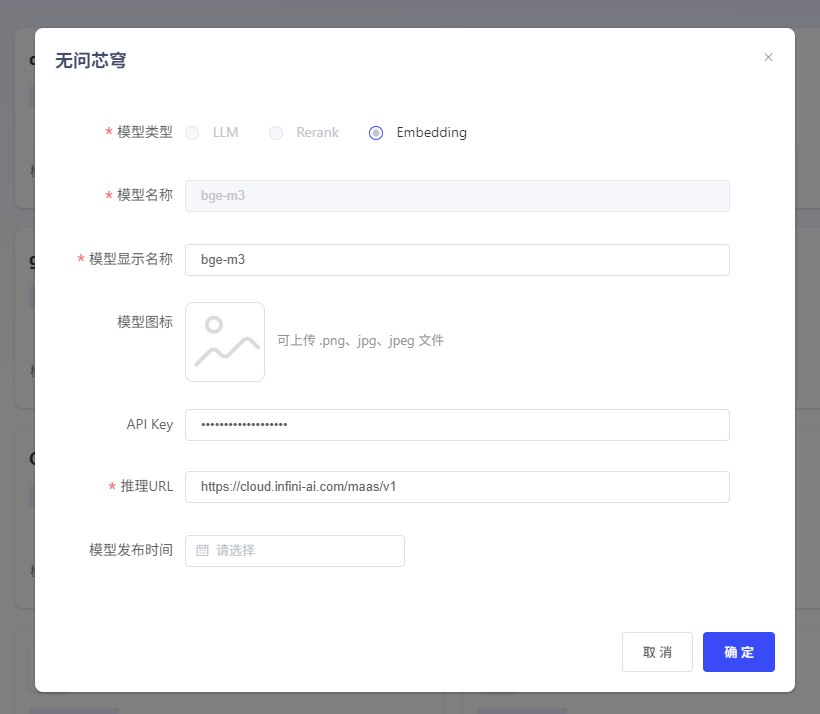 无问芯穹
* 模型类型 LLM Rerank Embedding
* 模型名称 bge-m3
* 模型显示名称 bge-m3
模型图标 可上传 .png、jpg、jpeg 文件
API Key •••••••••••••••••••
* 推理URL https://cloud.infini-ai.com/maas/v1
模型发布时间 请选择
取 消 确 定